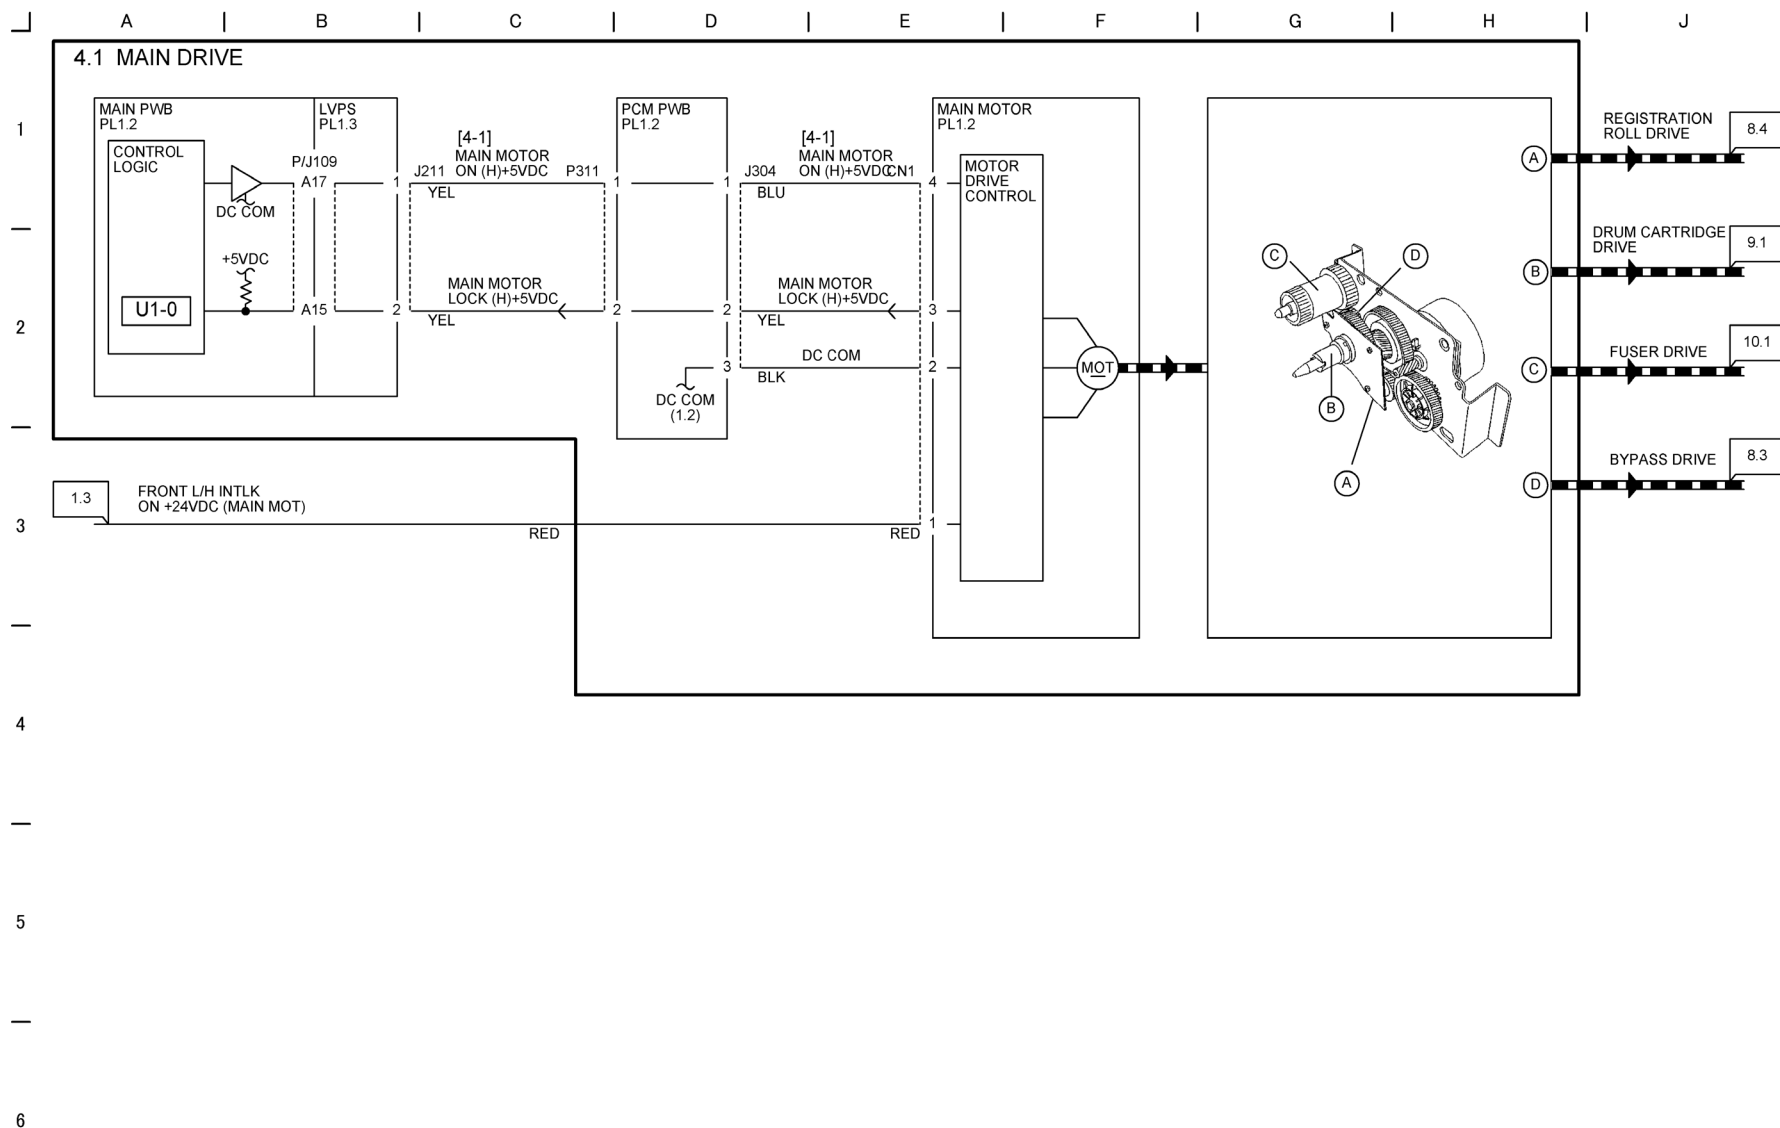 A B C D E F G H J
4.1 MAIN DRIVE
1
2
3
4
5
6
MAIN PWB
PL1.2
CONTROL
LOGIC
U1-0
DC COM
+5VDC
LVPS
PL1.3
P/J109
A17
A15
1
2
J211
[4-1]
MAIN MOTOR
ON (H)+5VDC
YEL
P311
MAIN MOTOR
LOCK (H)+5VDC
YEL
PCM PWB
PL1.2
1
2
1
2
3
DC COM
(1.2)
J304
[4-1]
MAIN MOTOR
ON (H)+5VDC
CN1
BLU
MAIN MOTOR
LOCK (H)+5VDC
YEL
DC COM
BLK
4
3
2
1
MAIN MOTOR
PL1.2
MOTOR
DRIVE
CONTROL
MOT
1.3
FRONT L/H INTLK
ON +24VDC (MAIN MOT)
RED
RED
C
D
B
A
A
REGISTRATION
ROLL DRIVE
8.4
B
DRUM CARTRIDGE
DRIVE
9.1
C
FUSER DRIVE
10.1
D
BYPASS DRIVE
8.3